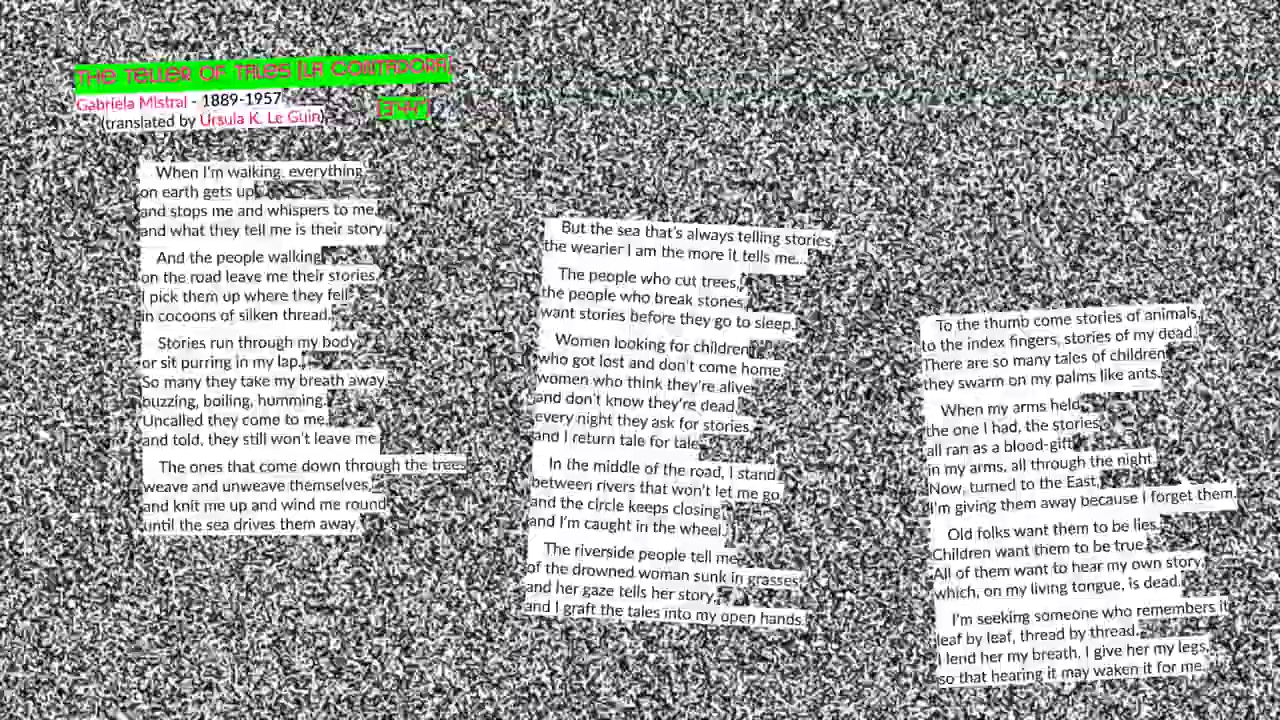 THE TELLER OF TALES [LA CONTADORA]
Gabriela Mistral - 1889-1957
(translated by Ursula K. Le Guin)
3'44"
When I'm walking, everything
on earth gets up
and stops me and whispers to me,
and what they tell me is their story.
And the people walking
on the road leave me their stories,
I pick them up where they fell
in cocoons of silken thread.
Stories run through my body
or sit purring in my lap.
So many they take my breath away,
buzzing, boiling, humming.
Uncalled they come to me,
and told, they still won't leave me.
The ones that come down through the trees
weave and unweave themselves,
and knit me up and wind me round
until the sea drives them away.
But the sea that's always telling stories,
the wearier I am the more it tells me...
The people who cut trees,
the people who break stones,
want stories before they go to sleep.
Women looking for children
who got lost and don't come home,
women who think they're alive
and don't know they're dead,
every night they ask for stories,
and I return tale for tale.
In the middle of the road, I stand
between rivers that won't let me go,
and the circle keeps closing
and I'm caught in the wheel.
The riverside people tell me
of the drowned woman sunk in grasses
and her gaze tells her story,
and I graft the tales into my open hands.
To the thumb come stories of animals,
to the index fingers, stories of my dead.
There are so many tales of children
they swarm on my palms like ants.
When my arms held
the one I had, the stories
all ran as a blood-gift
in my arms, all through the night.
Now, turned to the East,
I'm giving them away because I forget them.
Old folks want them to be lies.
Children want them to be true.
All of them want to hear my own story,
which, on my living tongue, is dead.
I'm seeking someone who remembers it
leaf by leaf, thread by thread.
I lend her my breath, I give her my legs,
so that hearing it may waken it for me.